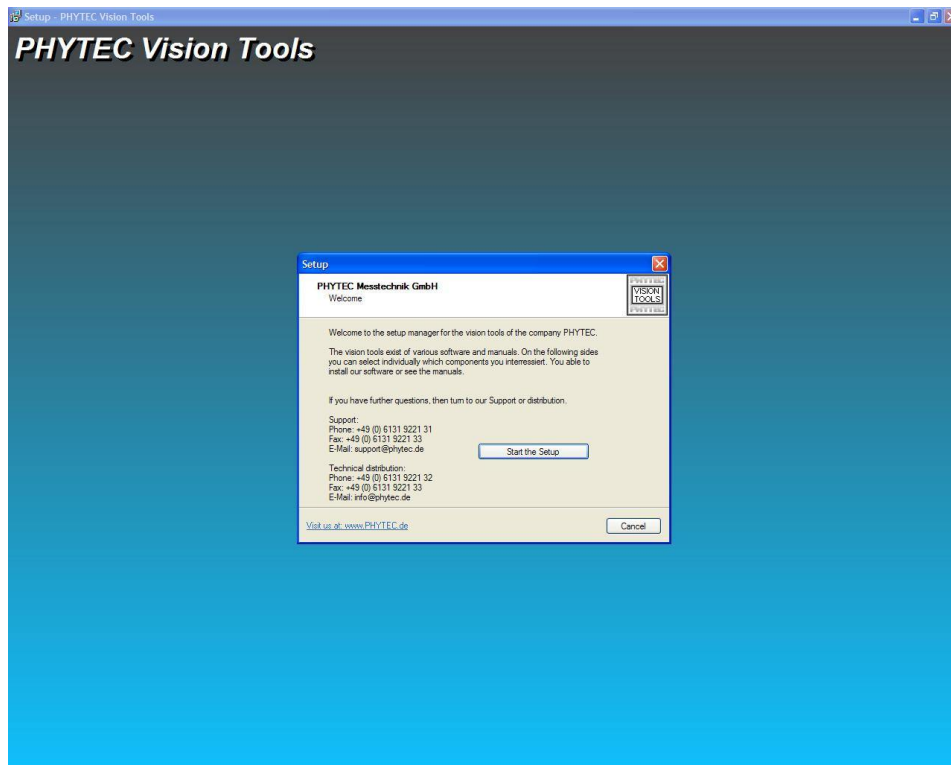 Setup - PHYTEC Vision Tools
PHYTEC Vision Tools
Setup
PHYTEC Messtechnik GmbH
Welcome
PHYTEC
VISION
TOOLS
PHYTEC
Welcome to the setup manager for the vision tools of the company PHYTEC.
The vision tools exist of various software and manuals. On the following sides
you can select individually which components you interressiert. You able to
install our software or see the manuals.
If you have further questions, then turn to our Support or distribution.
Support:
Phone: +49 (0) 6131 9221 31
Fax: +49 (0) 6131 9221 33
E-Mail: support@phytec.de
Start the Setup
Technical distribution:
Phone: +49 (0) 6131 9221 32
Fax: +49 (0) 6131 9221 33
E-Mail: info@phytec.de
Visit us at: www.PHYTEC.de
Cancel